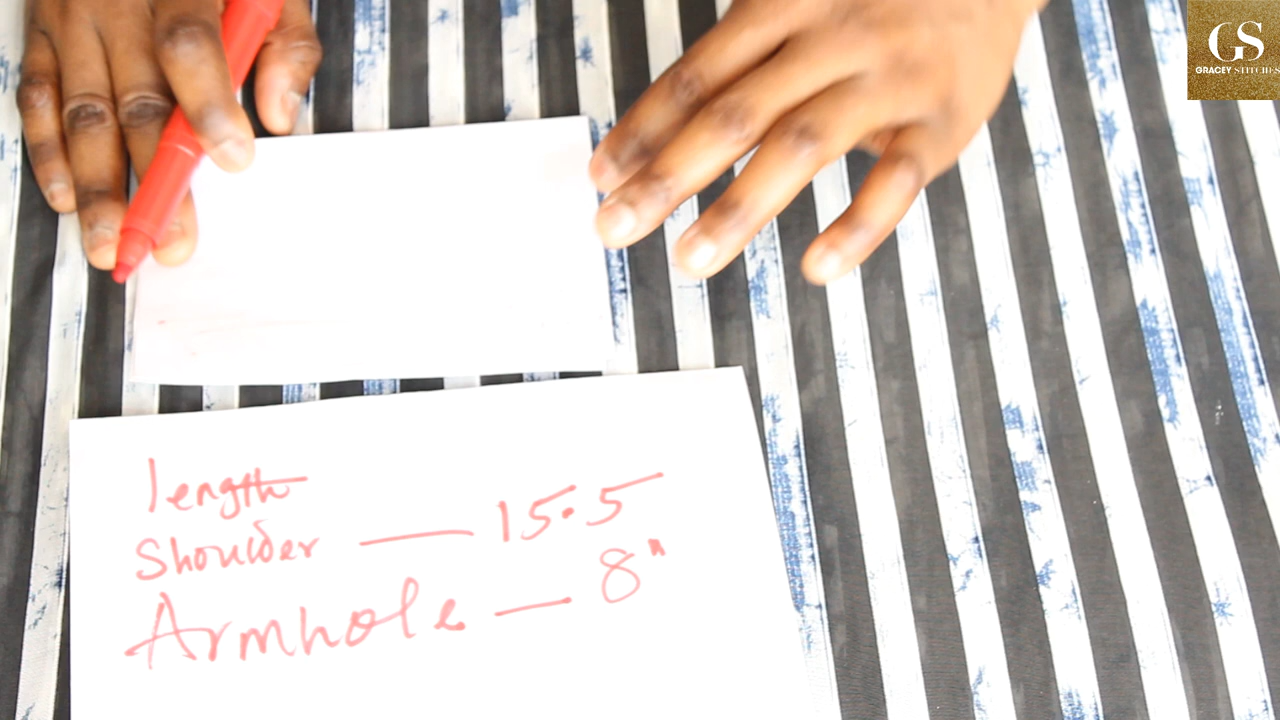 GS
GRACEY STITCHES
length
Shoulder — 15.5
Armhole — 8"